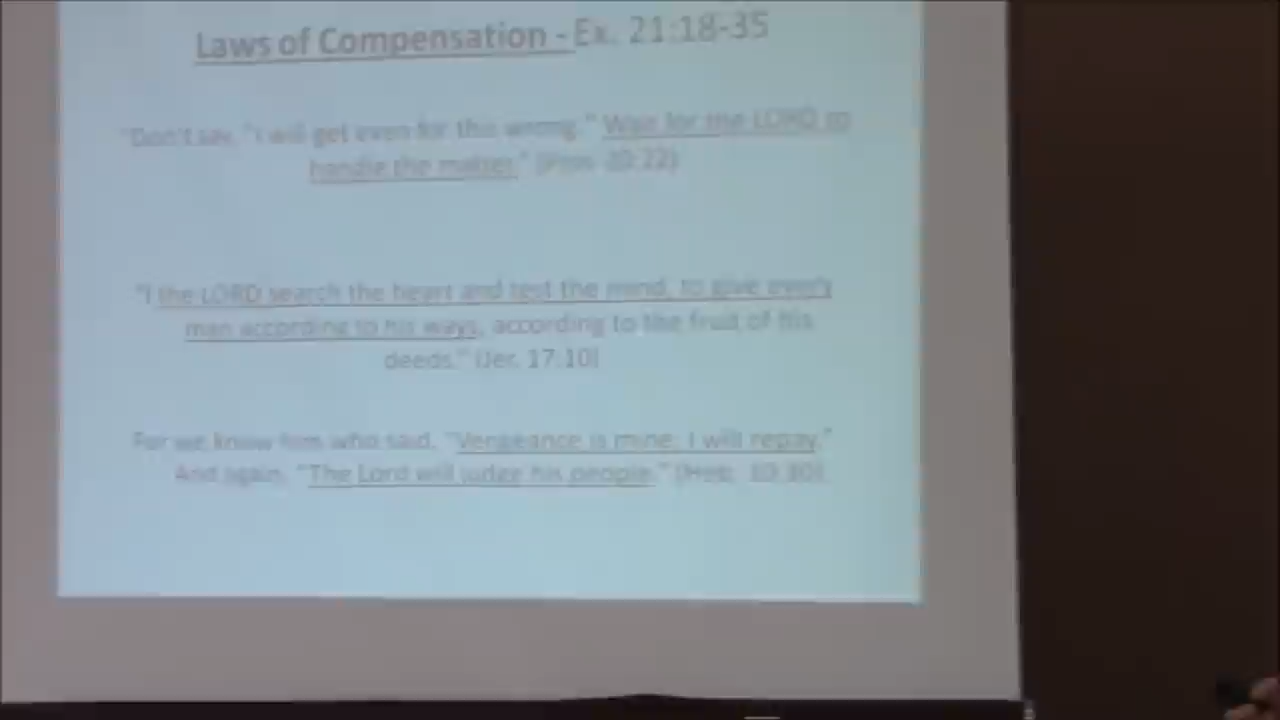 Laws of Compensation - Ex. 21:18-35
"Don't say, "I will get even for this wrong." Wait for the LORD to
handle the matter." (Prov. 20:22)
"I the LORD search the heart and test the mind, to give every
man according to his ways, according to the fruit of his
deeds." (Jer. 17:10)
For we know him who said, "Vengeance is mine; I will repay."
And again, "The Lord will judge his people." (Heb. 10:30)